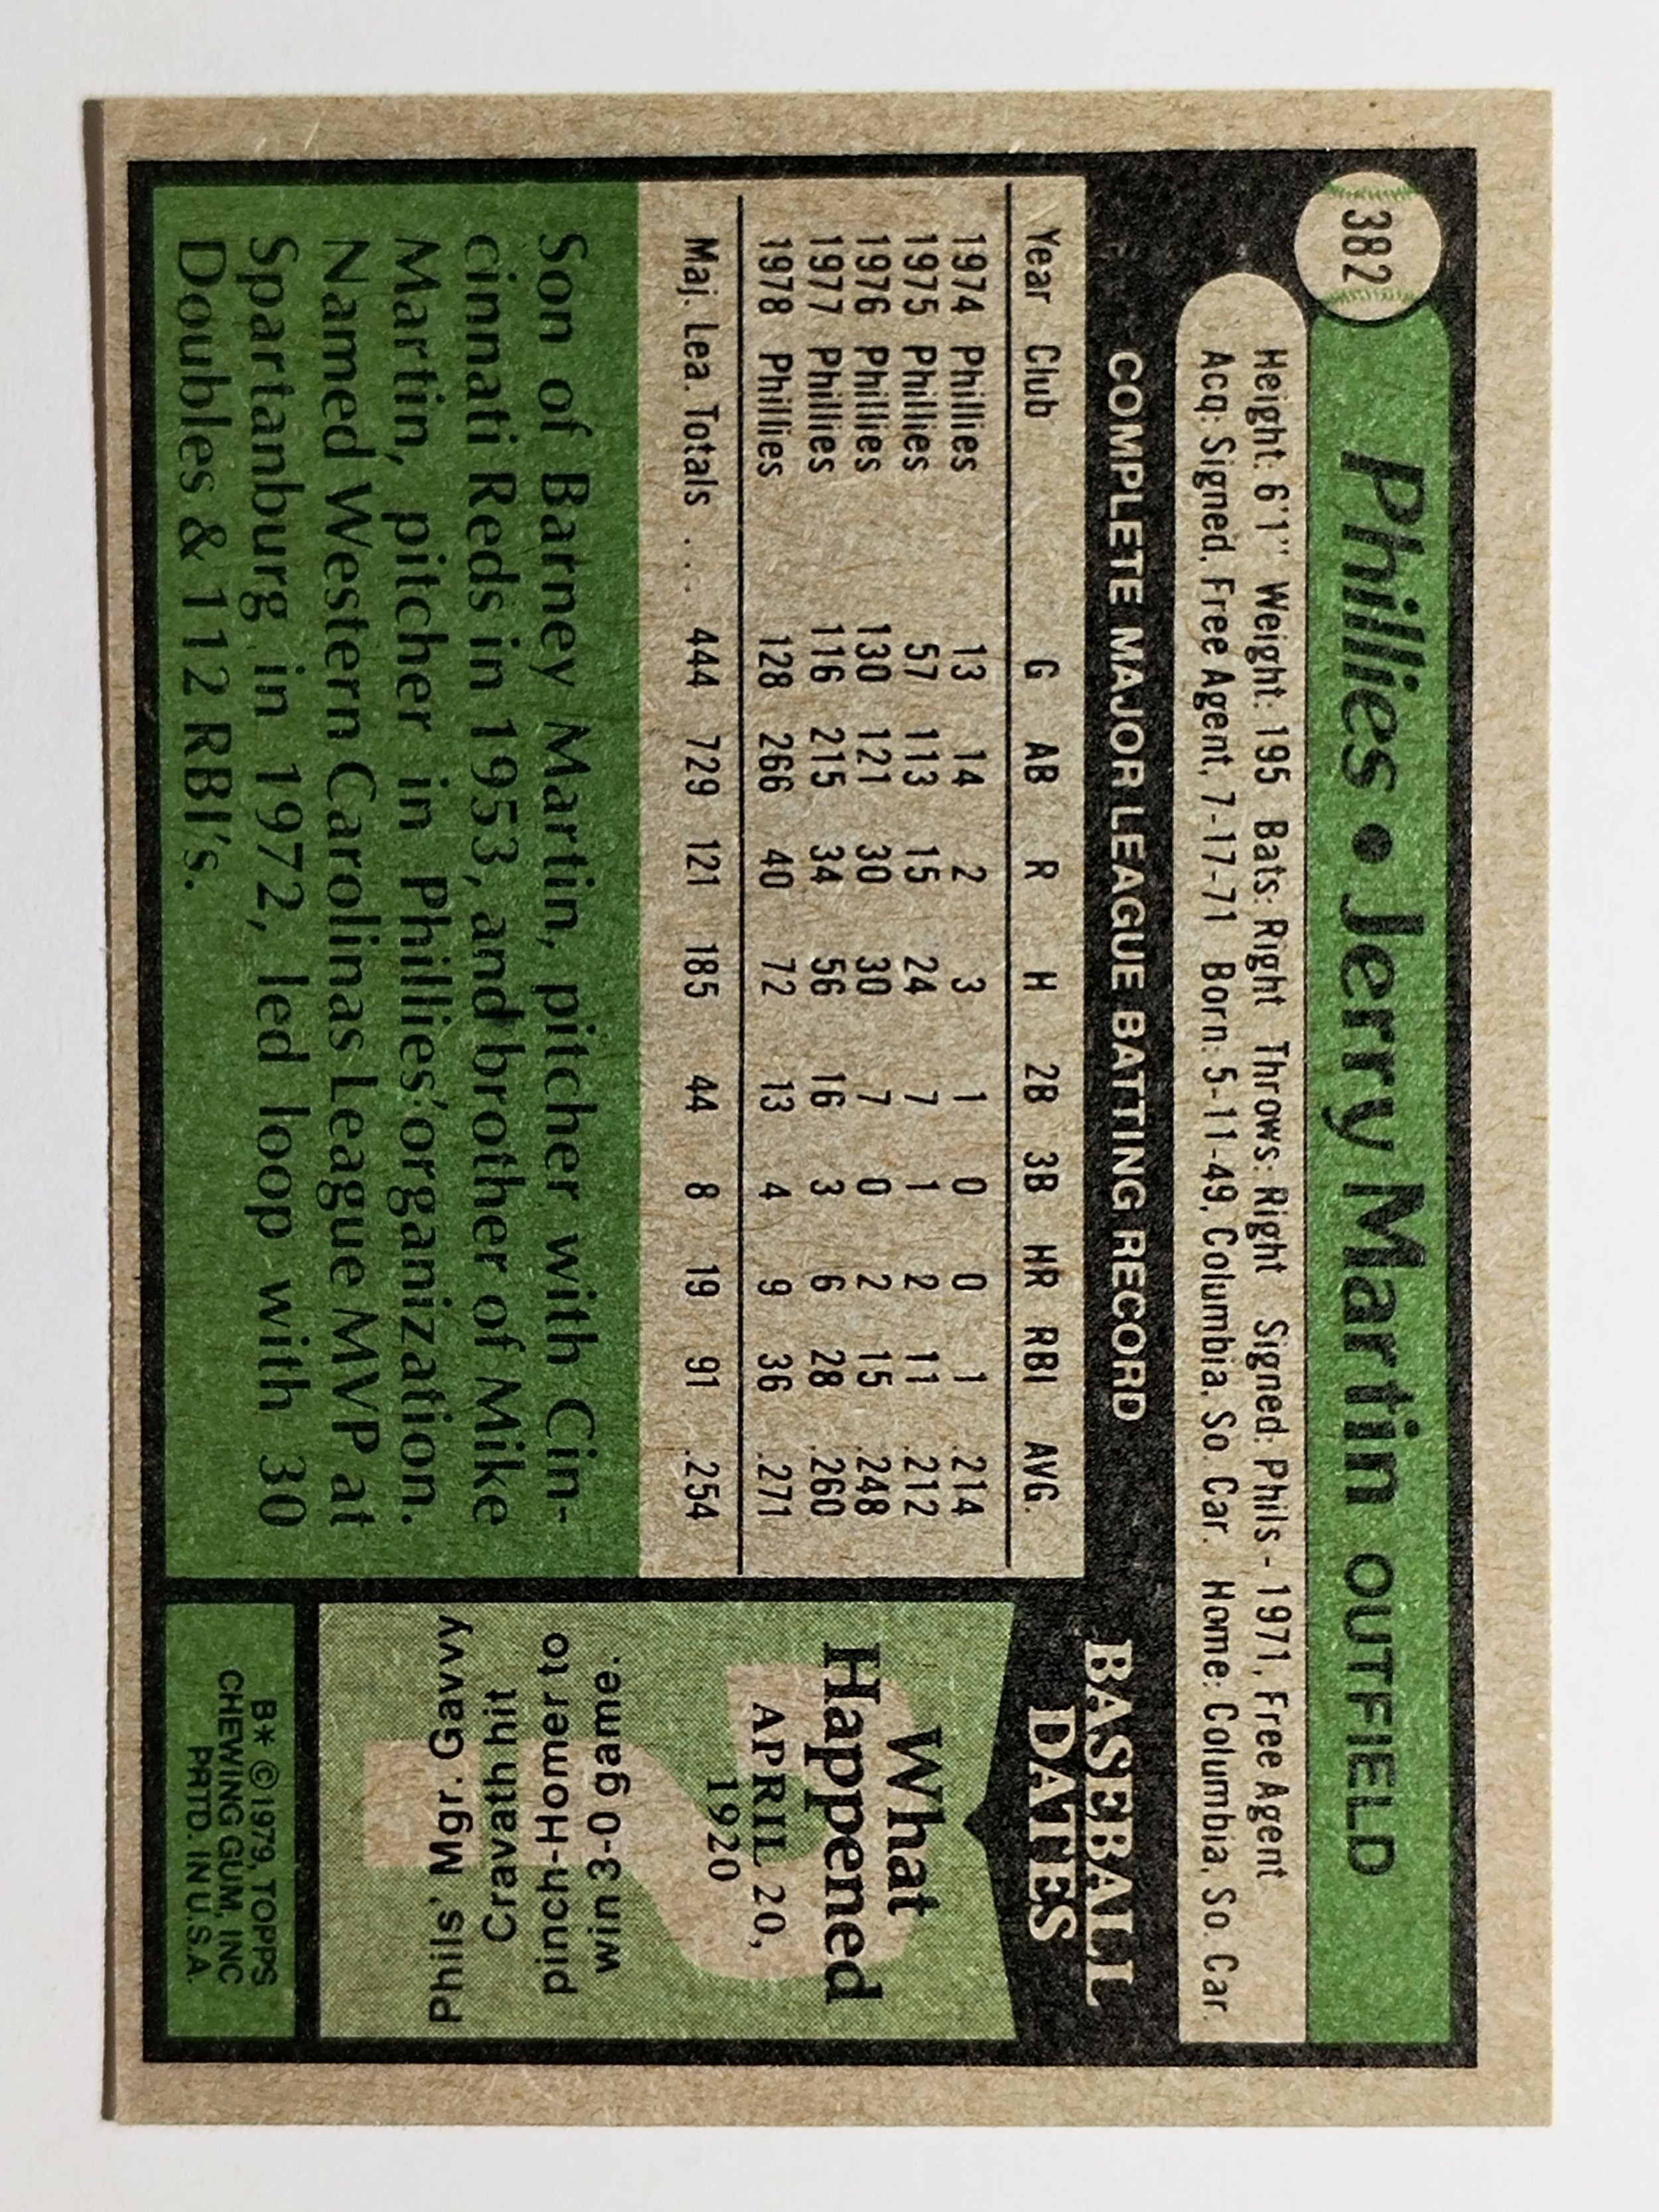 382
Phillies • Jerry Martin OUTFIELD
Height: 6'1" Weight: 195 Bats: Right Throws: Right Signed: Phils - 1971, Free Agent
Acq: Signed, Free Agent, 7-17-71 Born: 5-11-49, Columbia, So. Car. Home: Columbia, So. Car.
COMPLETE MAJOR LEAGUE BATTING RECORD
Year Club G AB R H 2B 3B HR RBI AVG.
1974 Phillies 13 14 2 3 1 0 0 1 .214
1975 Phillies 57 113 15 24 7 1 2 11 .212
1976 Phillies 130 121 30 30 7 0 2 15 .248
1977 Phillies 116 215 34 56 16 3 6 28 .260
1978 Phillies 128 266 40 72 13 4 9 36 .271
Maj. Lea. Totals . . . 444 729 121 185 44 8 19 91 .254
Son of Barney Martin, pitcher with Cin-
cinnati Reds in 1953, and brother of Mike
Martin, pitcher in Phillies' organization.
Named Western Carolinas League MVP at
Spartanburg in 1972, led loop with 30
Doubles & 112 RBI's.
BASEBALL
DATES
What
Happened
APRIL 20,
1920
?
win 3-0 game.
pinch-Homer to
Cravath hit
Phils' Mgr. Gavvy
B* ©1979, TOPPS
CHEWING GUM, INC
PRTD. IN U.S.A.